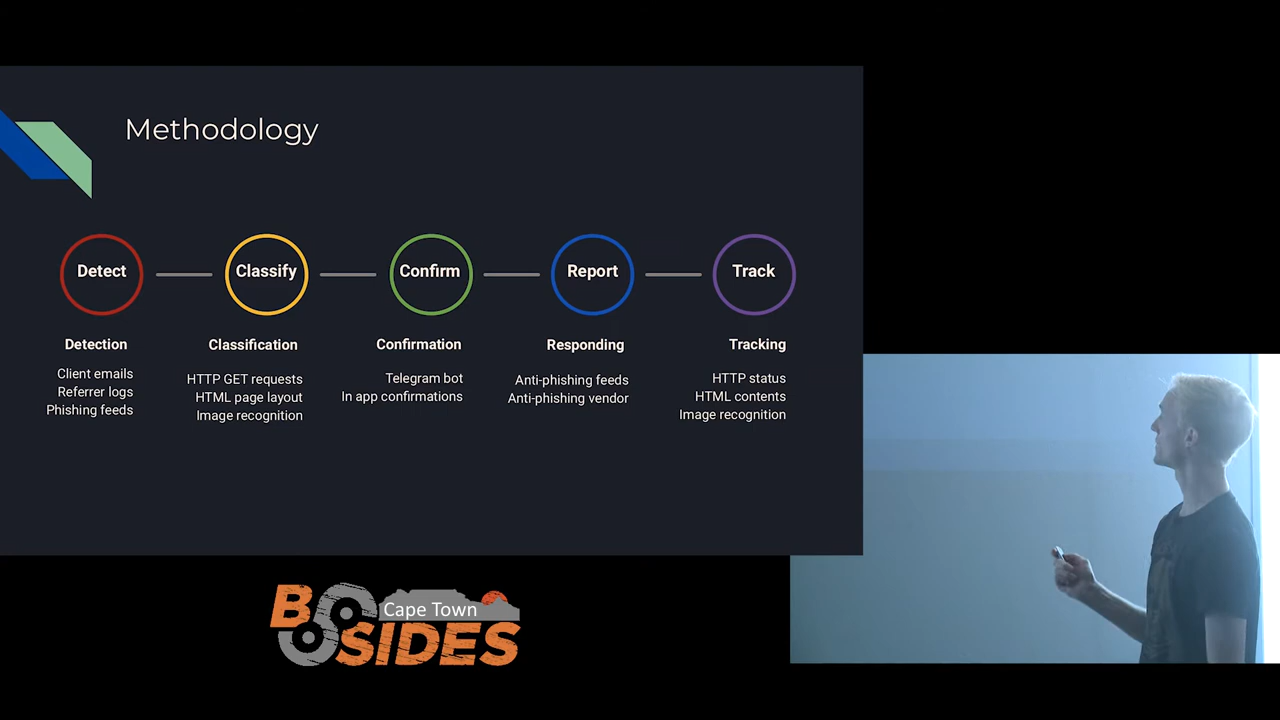 Methodology
Detect
Classify
Confirm
Report
Track
Detection
Client emails
Referrer logs
Phishing feeds
Classification
HTTP GET requests
HTML page layout
Image recognition
Confirmation
Telegram bot
In app confirmations
Responding
Anti-phishing feeds
Anti-phishing vendor
Tracking
HTTP status
HTML contents
Image recognition
B
Cape Town
SIDES